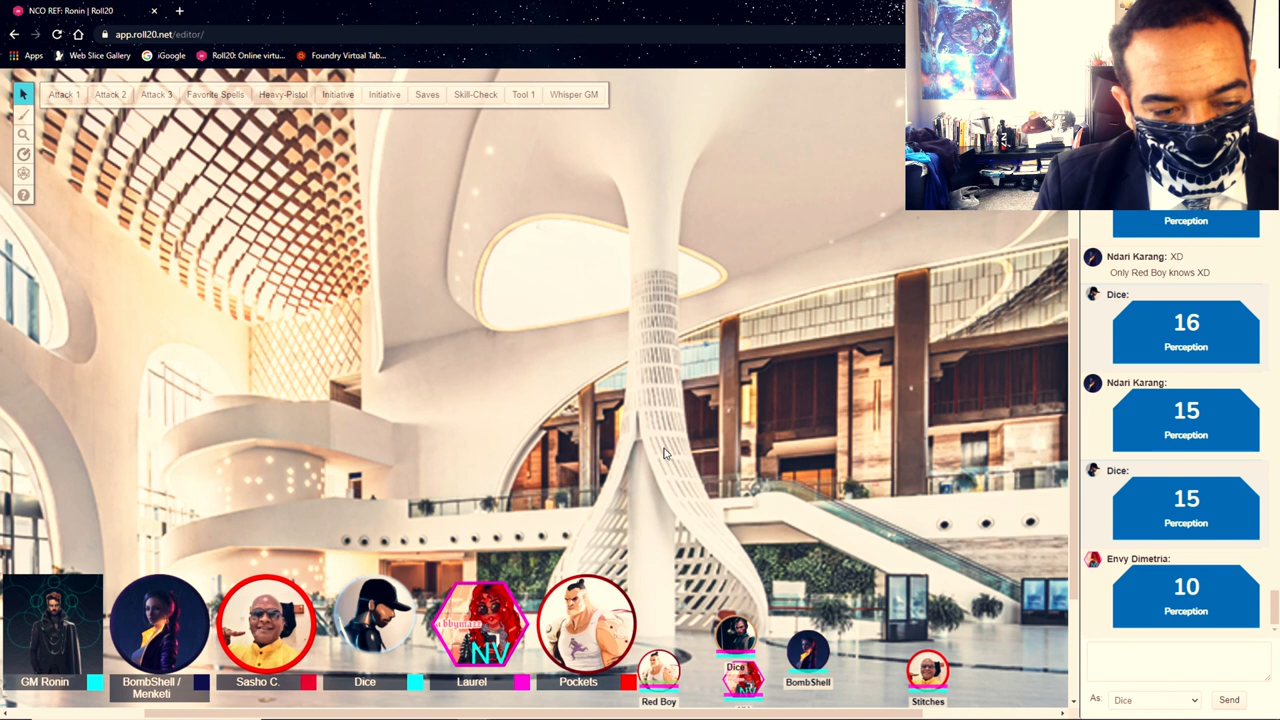 NCO REF: Ronin | Roll20
app.roll20.net/editor/
Apps
Web Slice Gallery
iGoogle
Roll20: Online virtu...
Foundry Virtual Tab...
Attack 1
Attack 2
Attack 3
Favorite Spells
Heavy-Pistol
Initiative
Initiative
Saves
Skill-Check
Tool 1
Whisper GM
Perception
Ndari Karang: XD
Only Red Boy knows XD
Dice:
16
Perception
Ndari Karang:
15
Perception
Dice:
15
Perception
Envy Dimetria:
10
Perception
As: Dice
Send
NV
GM Ronin
BombShell / Menketi
Sasho C.
Dice
Laurel
Pockets
Red Boy
Dice
BombShell
Stitches